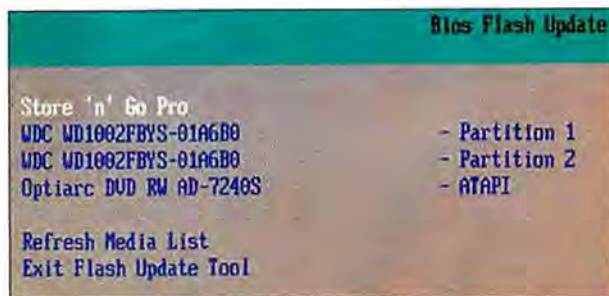 Bios Flash Update
Store 'n' Go Pro
WDC WD1002FBYS-01A6B0 - Partition 1
WDC WD1002FBYS-01A6B0 - Partition 2
Optiarc DVD RW AD-7240S - ATAPI
Refresh Media List
Exit Flash Update Tool